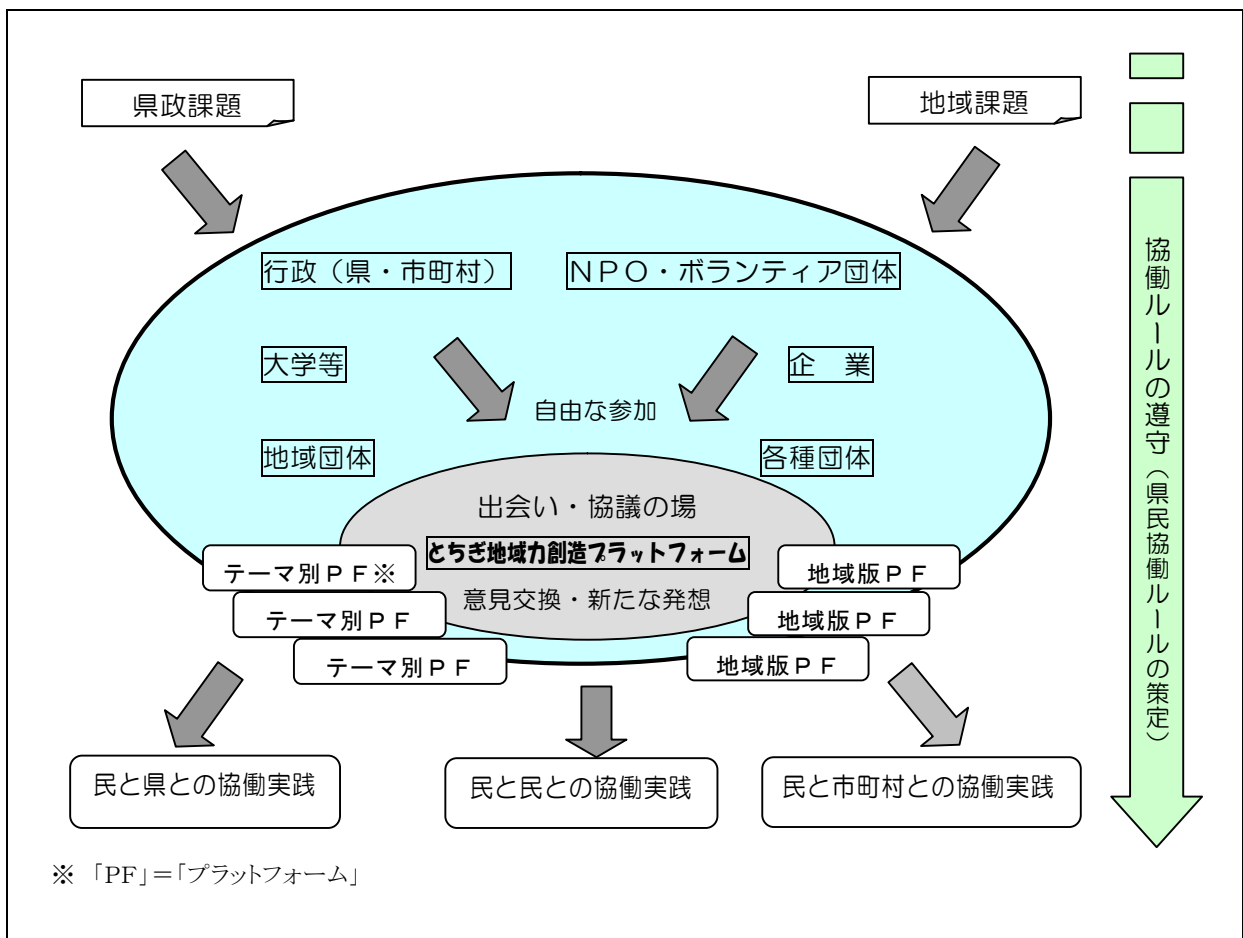 県政課題
地域課題
行政（県・市町村）
ＮＰＯ・ボランティア団体
大学等
企　業
自由な参加
地域団体
各種団体
出会い・協議の場
とちぎ地域力創造プラットフォーム
意見交換・新たな発想
テーマ別ＰＦ※
テーマ別ＰＦ
テーマ別ＰＦ
地域版ＰＦ
地域版ＰＦ
地域版ＰＦ
民と県との協働実践
民と民との協働実践
民と市町村との協働実践
協働ルールの遵守（県民協働ルールの策定）
※ 「PF」＝「プラットフォーム」